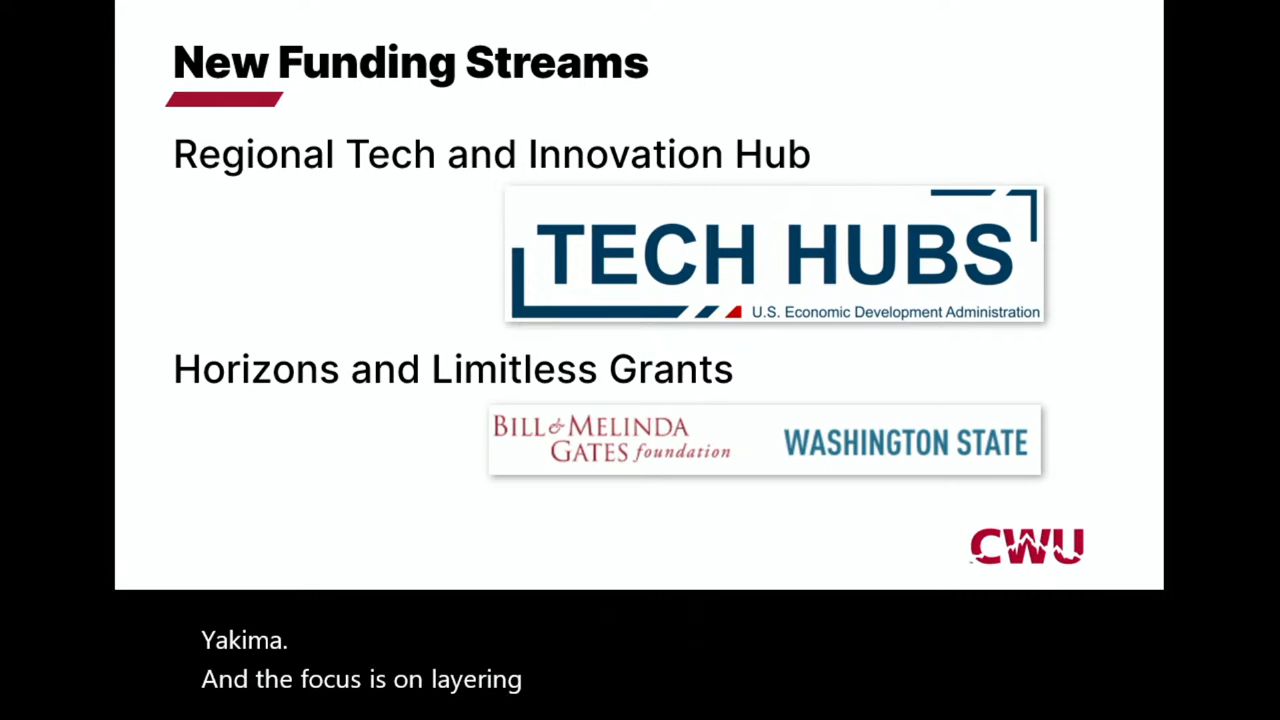 New Funding Streams
Regional Tech and Innovation Hub
TECH HUBS
U.S. Economic Development Administration
Horizons and Limitless Grants
BILL & MELINDA
GATES foundation
WASHINGTON STATE
CWU
Yakima.
And the focus is on layering